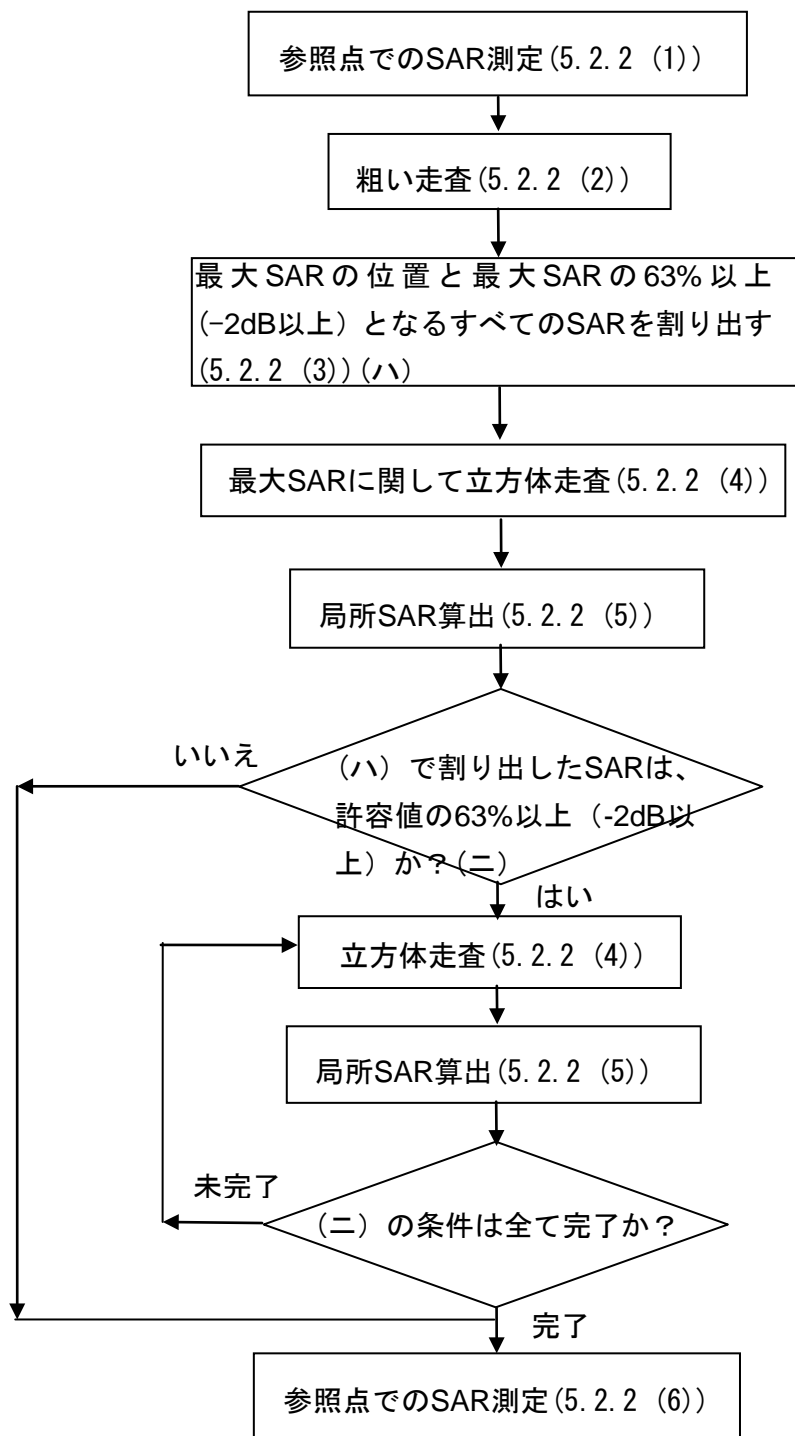 参照点でのSAR測定(5.2.2 (1))
粗い走査(5.2.2 (2))
最大SARの位置と最大SARの63%以上
(-2dB以上) となるすべてのSARを割り出す
(5.2.2 (3))(ハ)
最大SARに関して立方体走査(5.2.2 (4))
局所SAR算出(5.2.2 (5))
いいえ
(ハ) で割り出したSARは、
許容値の63%以上 (-2dB以
上) か？(ニ)
はい
立方体走査(5.2.2 (4))
局所SAR算出(5.2.2 (5))
未完了
(ニ) の条件は全て完了か？
完了
参照点でのSAR測定(5.2.2 (6))